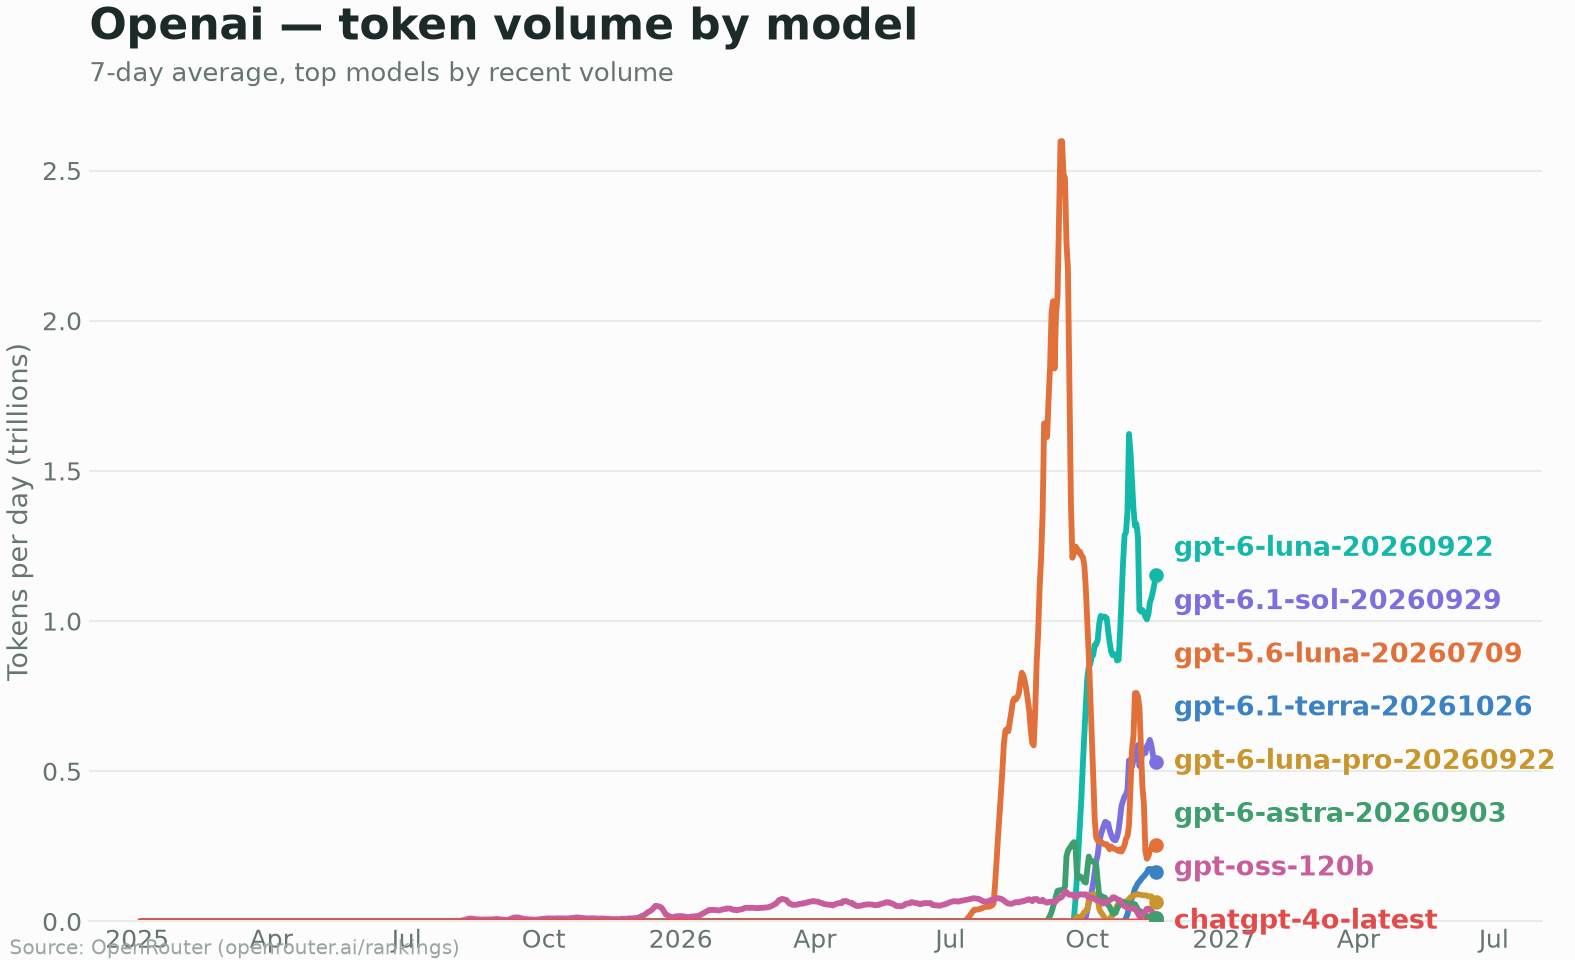 Openai — token volume by model
7-day average, top models by recent volume
Tokens per day (trillions)
2.5
2.0
1.5
1.0
0.5
0.0
gpt-6-luna-20260922
gpt-6.1-sol-20260929
gpt-5.6-luna-20260709
gpt-6.1-terra-20261026
gpt-6-luna-pro-20260922
gpt-6-astra-20260903
gpt-oss-120b
chatgpt-4o-latest
2025 Apr Jul Oct 2026 Apr Jul Oct 2027 Apr Jul
Source: OpenRouter (openrouter.ai/rankings)